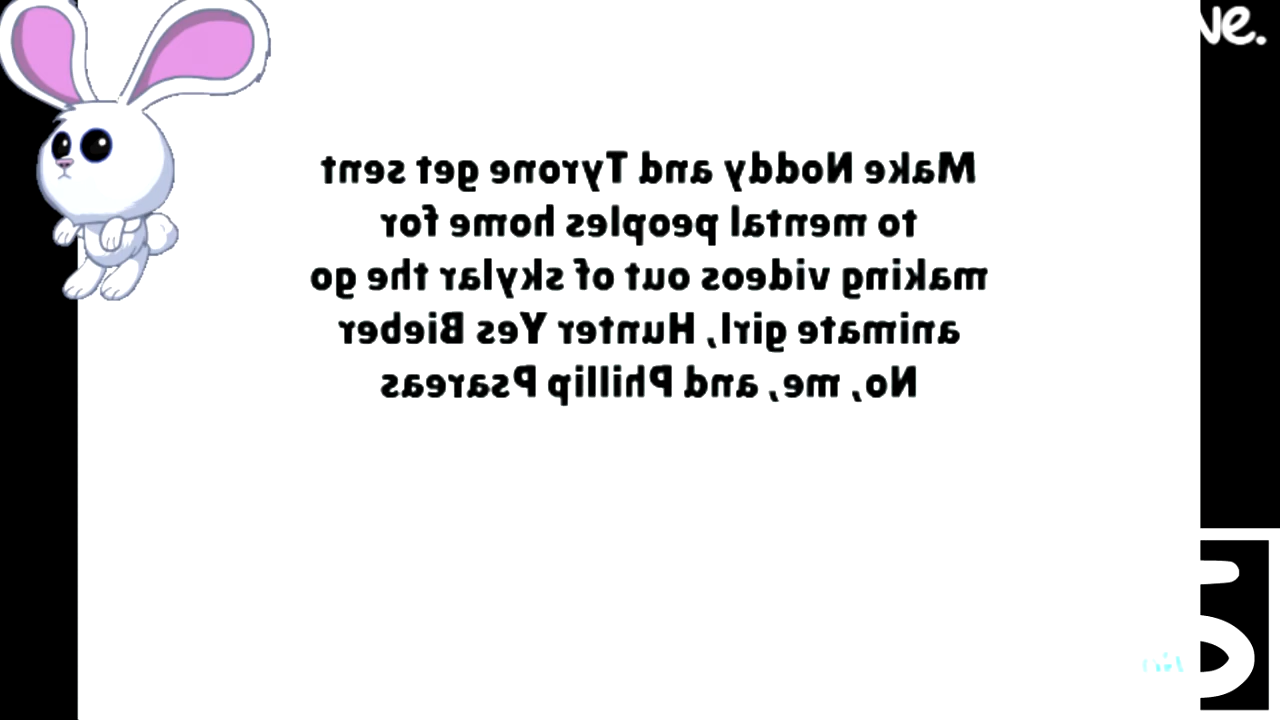 Make Noddy and Tyrone get sent
to mental peoples home for
making videos out of skylar the go
animate girl, Hunter Yes Bieber
No, me, and Phillip Psareas
ve.